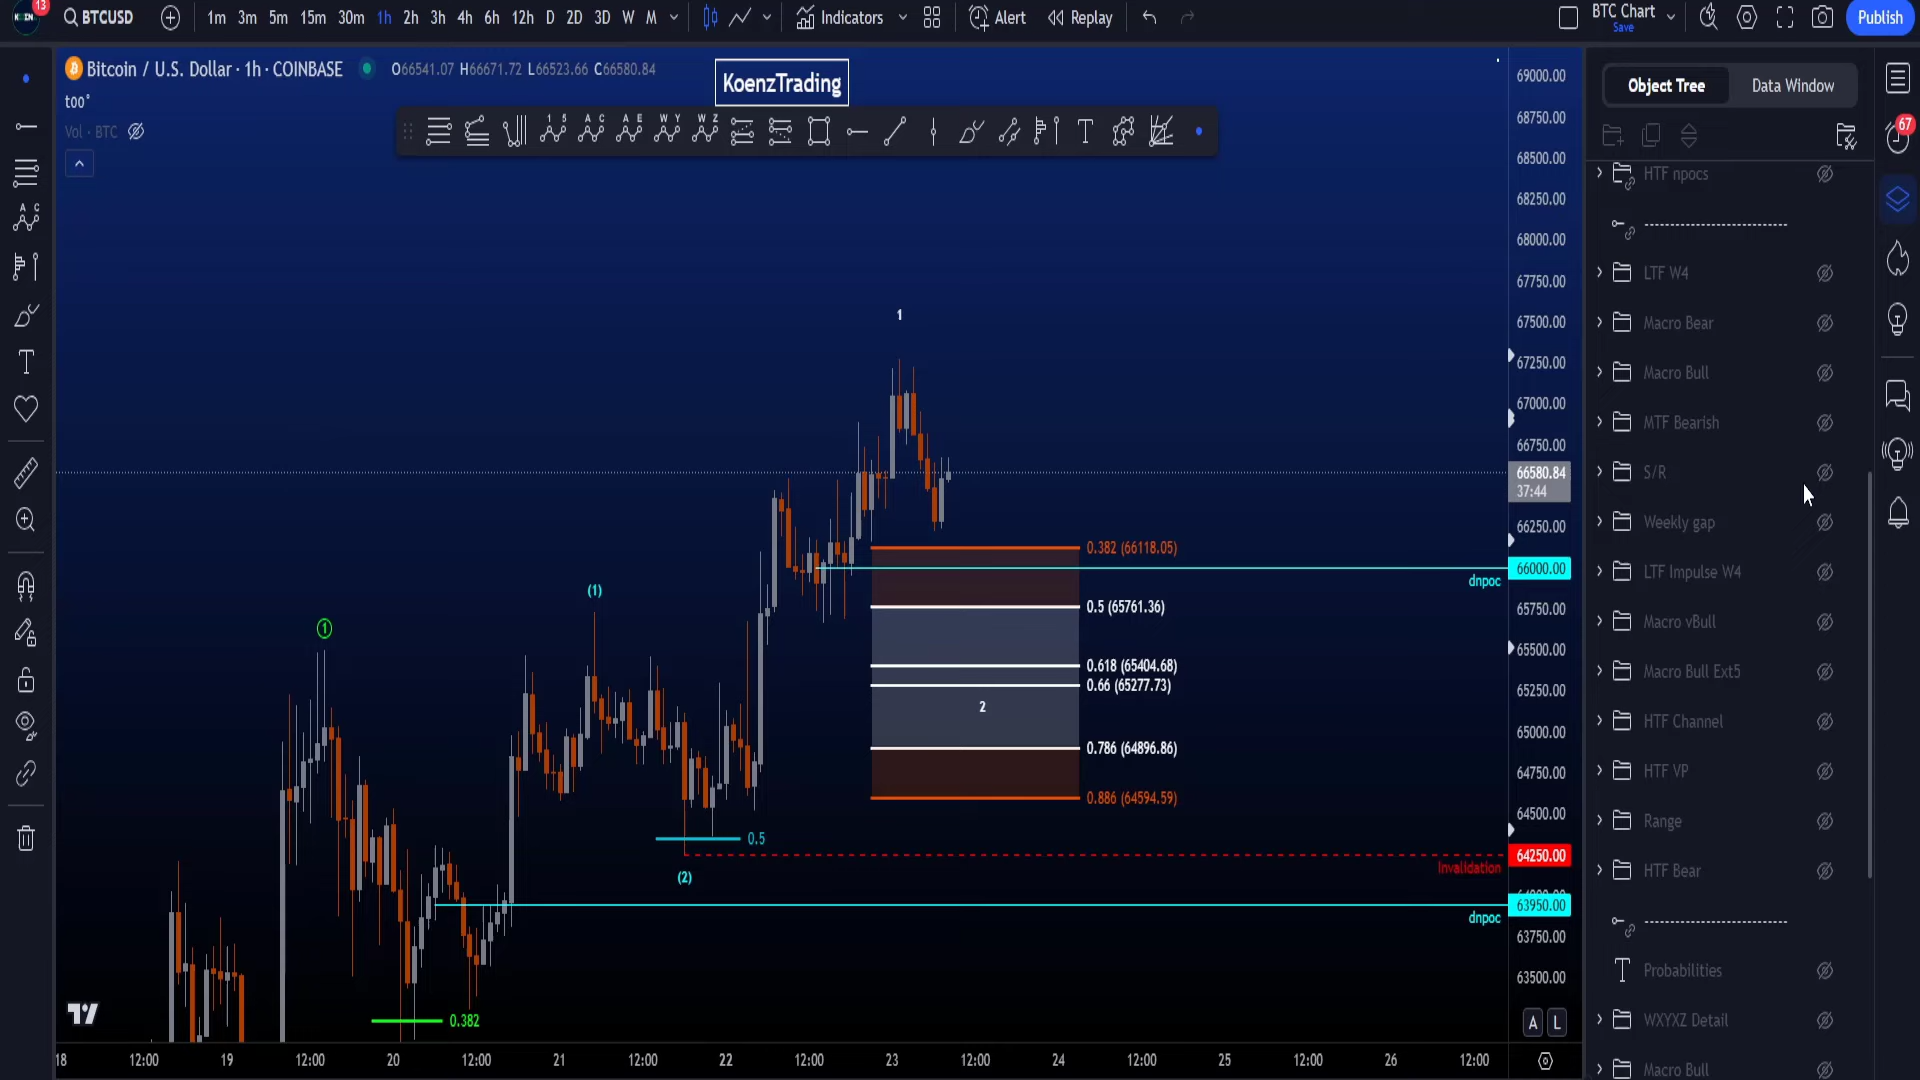 13
BTCUSD
1m 3m 5m 15m 30m 1h 2h 3h 4h 6h 12h D 2D 3D W M
Indicators
Alert
Replay
BTC Chart
Save
Publish
Bitcoin / U.S. Dollar · 1h · COINBASE
O66541.07 H66671.72 L66523.66 C66580.84
too°
Vol · BTC
KoenzTrading
1 5
A C
A E
W Y
W Z
T
A C
T
Object Tree
Data Window
67
HTF npocs
----------------------------
LTF W4
Macro Bear
Macro Bull
MTF Bearish
S/R
Weekly gap
LTF Impulse W4
Macro vBull
Macro Bull Ext5
HTF Channel
HTF VP
Range
HTF Bear
----------------------------
Probabilities
WXYXZ Detail
Macro Bull
69000.00
68750.00
68500.00
68250.00
68000.00
67750.00
67500.00
67250.00
67000.00
66750.00
66580.84
37:44
66250.00
66000.00
65750.00
65500.00
65250.00
65000.00
64750.00
64500.00
64250.00
64000.00
63950.00
63750.00
63500.00
1
(1)
1
0.382 (66118.05)
dnpoc
0.5 (65761.36)
0.618 (65404.68)
0.66 (65277.73)
2
0.786 (64896.86)
0.886 (64594.59)
0.5
Invalidation
(2)
dnpoc
0.382
A L
18 12:00 19 12:00 20 12:00 21 12:00 22 12:00 23 12:00 24 12:00 25 12:00 26 12:00